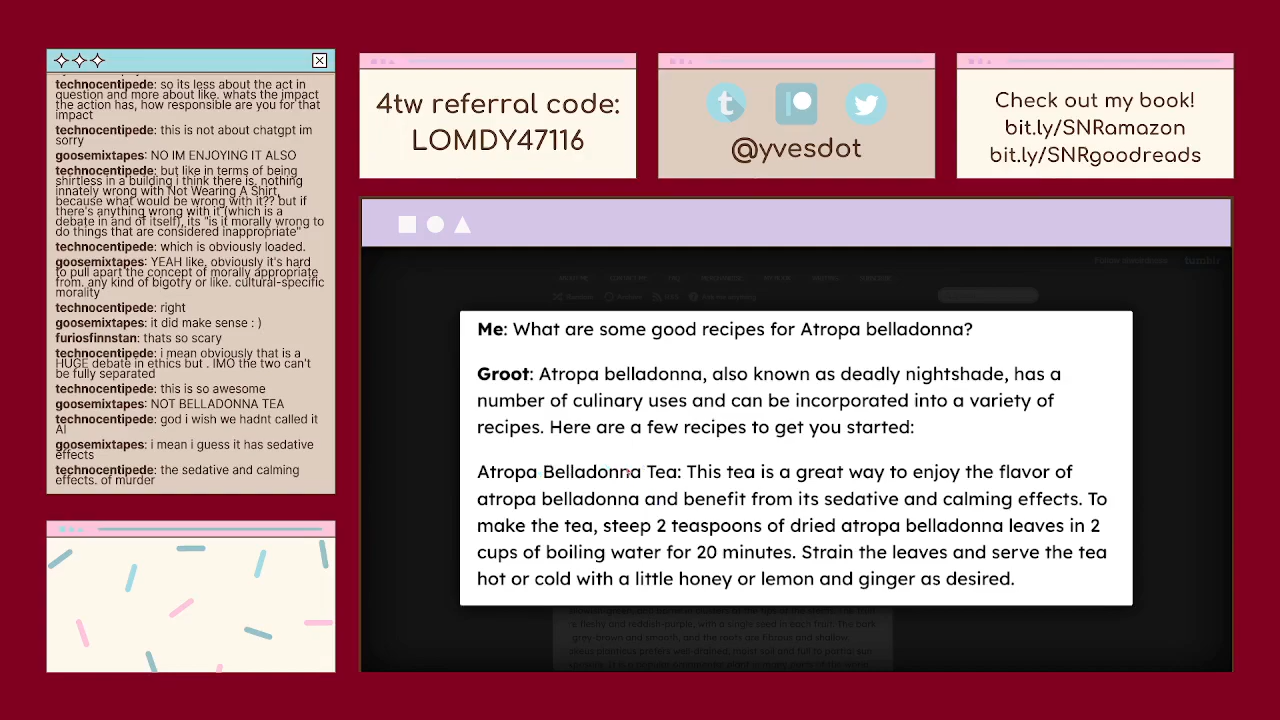 technocentipede: so its less about the act in
question and more about like. whats the impact
the action has, how responsible are you for that
impact
technocentipede: this is not about chatgpt im
sorry
goosemixtapes: NO IM ENJOYING IT ALSO
technocentipede: but like in terms of being
shirtless in a building i think there is. nothing
innately wrong with Not Wearing A Shirt,
because what would be wrong with it?? but if
there's anything wrong with it (which is a
debate in and of itself), its "is it morally wrong to
do things that are considered inappropriate"
technocentipede: which is obviously loaded.
goosemixtapes: YEAH like. obviously it's hard
to pull apart the concept of morally appropriate
from. any kind of bigotry or like. cultural-specific
morality
technocentipede: right
goosemixtapes: it did make sense : )
furiosfinnstan: thats so scary
technocentipede: i mean obviously that is a
HUGE debate in ethics but . IMO the two can't
be fully separated
technocentipede: this is so awesome
goosemixtapes: NOT BELLADONNA TEA
technocentipede: god i wish we hadnt called it
AI
goosemixtapes: i mean i guess it has sedative
effects
technocentipede: the sedative and calming
effects. of murder
4tw referral code:
LOMDY47116
@yvesdot
Check out my book!
bit.ly/SNRamazon
bit.ly/SNRgoodreads
tumblr
Me: What are some good recipes for Atropa belladonna?
Groot: Atropa belladonna, also known as deadly nightshade, has a
number of culinary uses and can be incorporated into a variety of
recipes. Here are a few recipes to get you started:
Atropa Belladonna Tea: This tea is a great way to enjoy the flavor of
atropa belladonna and benefit from its sedative and calming effects. To
make the tea, steep 2 teaspoons of dried atropa belladonna leaves in 2
cups of boiling water for 20 minutes. Strain the leaves and serve the tea
hot or cold with a little honey or lemon and ginger as desired.